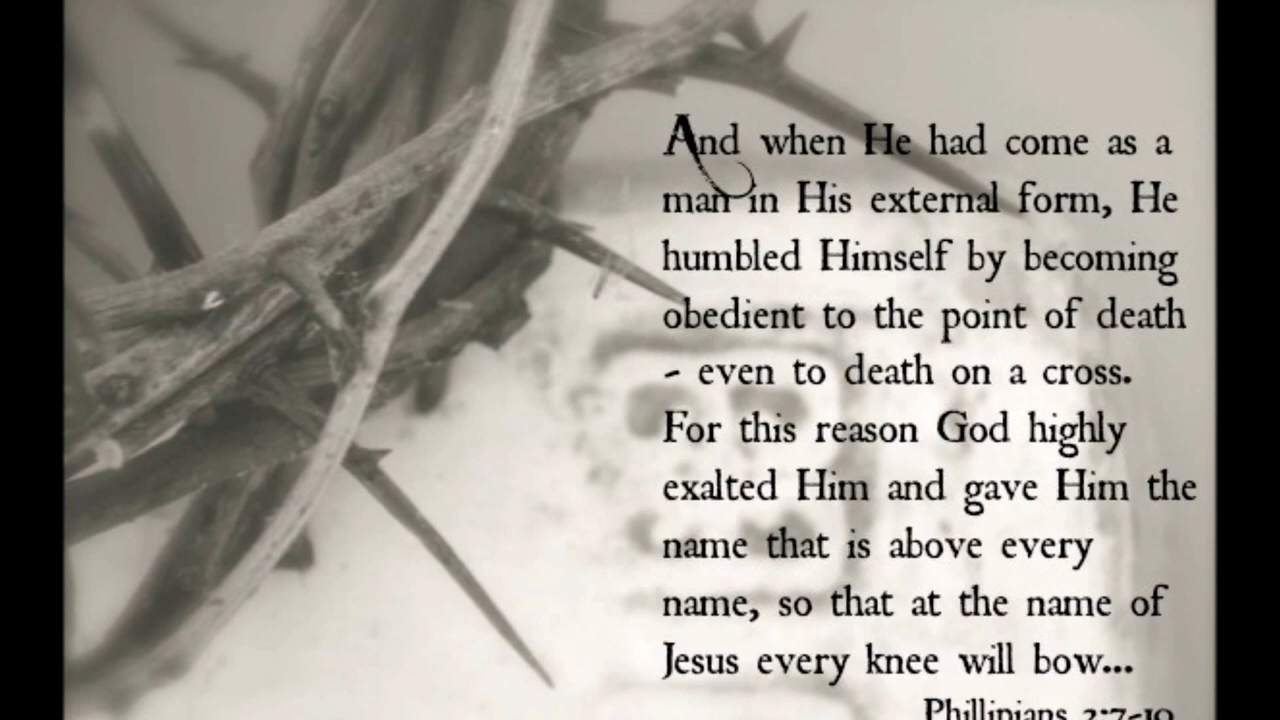 And when He had come as a
man in His external form, He
humbled Himself by becoming
obedient to the point of death
- even to death on a cross.
For this reason God highly
exalted Him and gave Him the
name that is above every
name, so that at the name of
Jesus every knee will bow...
Phillipians 2:7-10